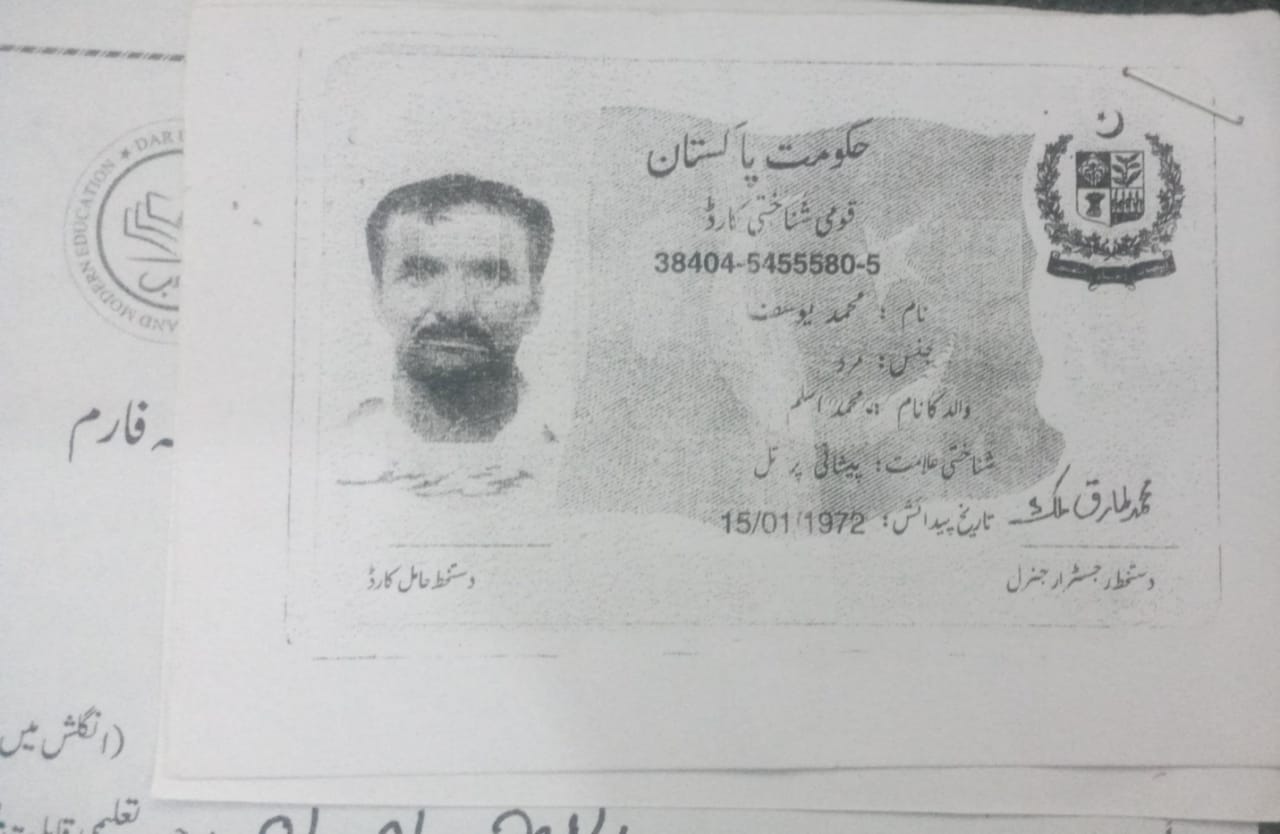 حکومت پاکستان
قومی شناختی کارڈ
38404-5455580-5
نام : محمد یوسف
جنس : مرد
والد کا نام : محمد اسلم
شناختی علامت : پیشانی پر تل
تاریخ پیدائش : 15/01/1972
محمد طارق ملک
محمد یوسف
دستخط حامل کارڈ
دستخط رجسٹرار جنرل
AND MODERN EDUCATION ★ DAR
فارم
(انگلش میں
تعلیمی